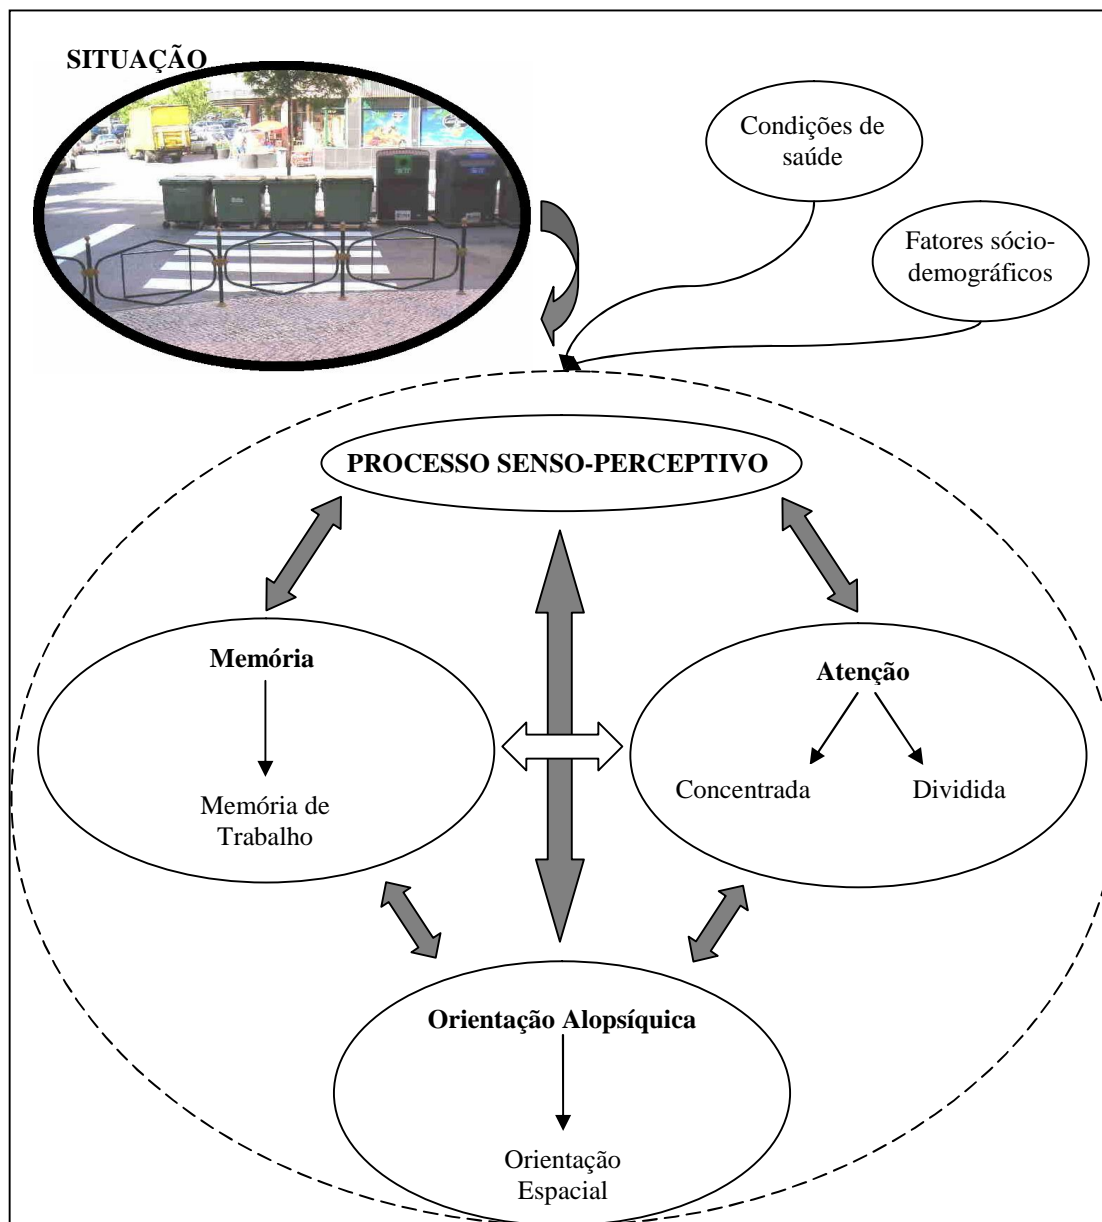 SITUAÇÃO
Condições de
saúde
Fatores sócio-
demográficos
PROCESSO SENSO-PERCEPTIVO
Memória
Memória de
Trabalho
Atenção
Concentrada
Dividida
Orientação Alopsíquica
Orientação
Espacial